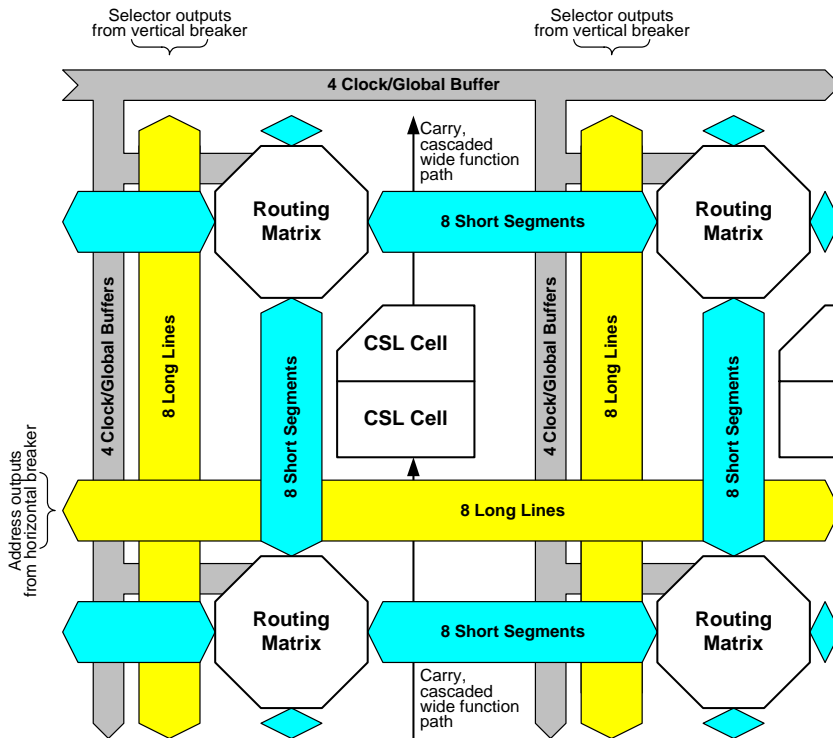 Selector outputs
from vertical breaker
Selector outputs
from vertical breaker
4 Clock/Global Buffer
Carry,
cascaded
wide function
path
Routing
Matrix
8 Short Segments
Routing
Matrix
4 Clock/Global Buffers
8 Long Lines
8 Short Segments
CSL Cell
CSL Cell
4 Clock/Global Buffers
8 Long Lines
8 Short Segments
Address outputs
from horizontal breaker
8 Long Lines
Routing
Matrix
8 Short Segments
Routing
Matrix
Carry,
cascaded
wide function
path